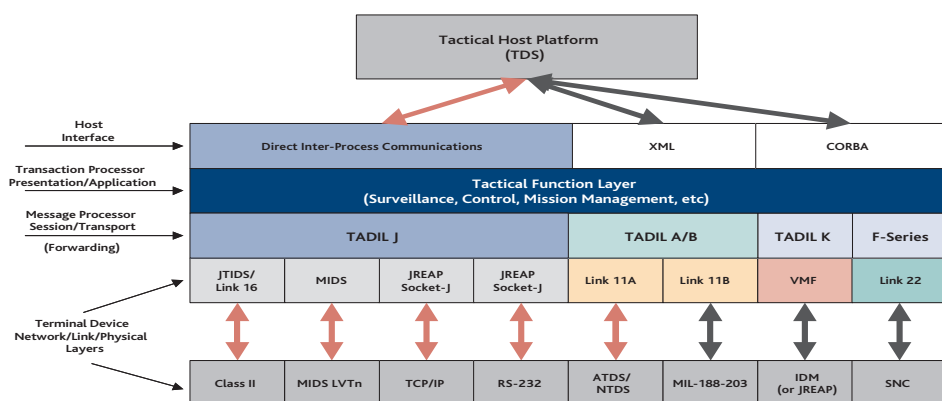 Tactical Host Platform
(TDS)
Host
Interface
Direct Inter-Process Communications
XML
CORBA
Transaction Processor
Presentation/Application
Tactical Function Layer
(Surveillance, Control, Mission Management, etc)
Message Processor
Session/Transport
(Forwarding)
TADIL J
TADIL A/B
TADIL K
F-Series
JTIDS/
Link 16
MIDS
JREAP
Socket-J
JREAP
Socket-J
Link 11A
Link 11B
VMF
Link 22
Terminal Device
Network/Link/Physical
Layers
Class II
MIDS LVTn
TCP/IP
RS-232
ATDS/
NTDS
MIL-188-203
IDM
(or JREAP)
SNC